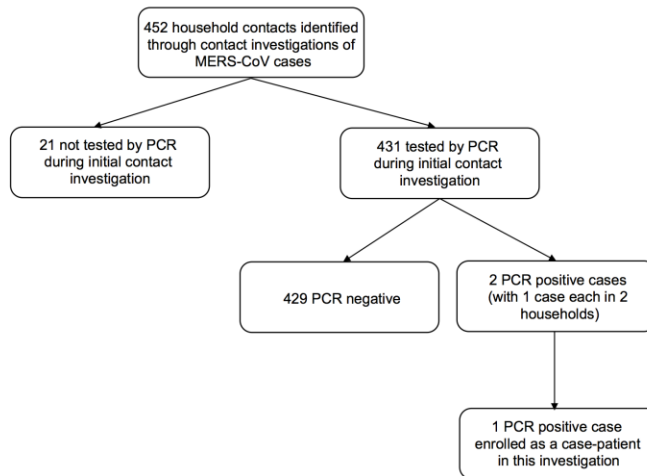 452 household contacts identified
through contact investigations of
MERS-CoV cases
21 not tested by PCR
during initial contact
investigation
431 tested by PCR
during initial contact
investigation
429 PCR negative
2 PCR positive cases
(with 1 case each in 2
households)
1 PCR positive case
enrolled as a case-patient
in this investigation